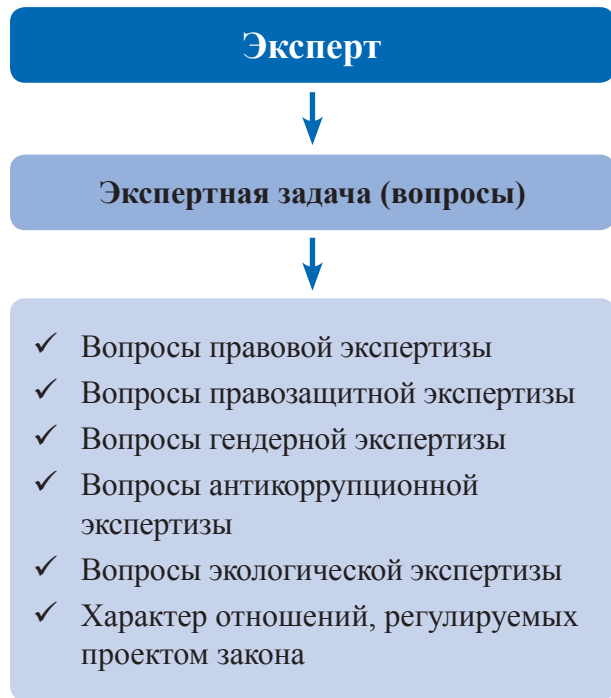 Эксперт
Экспертная задача (вопросы)
✓ Вопросы правовой экспертизы
✓ Вопросы правозащитной экспертизы
✓ Вопросы гендерной экспертизы
✓ Вопросы антикоррупционной
экспертизы
✓ Вопросы экологической экспертизы
✓ Характер отношений, регулируемых
проектом закона